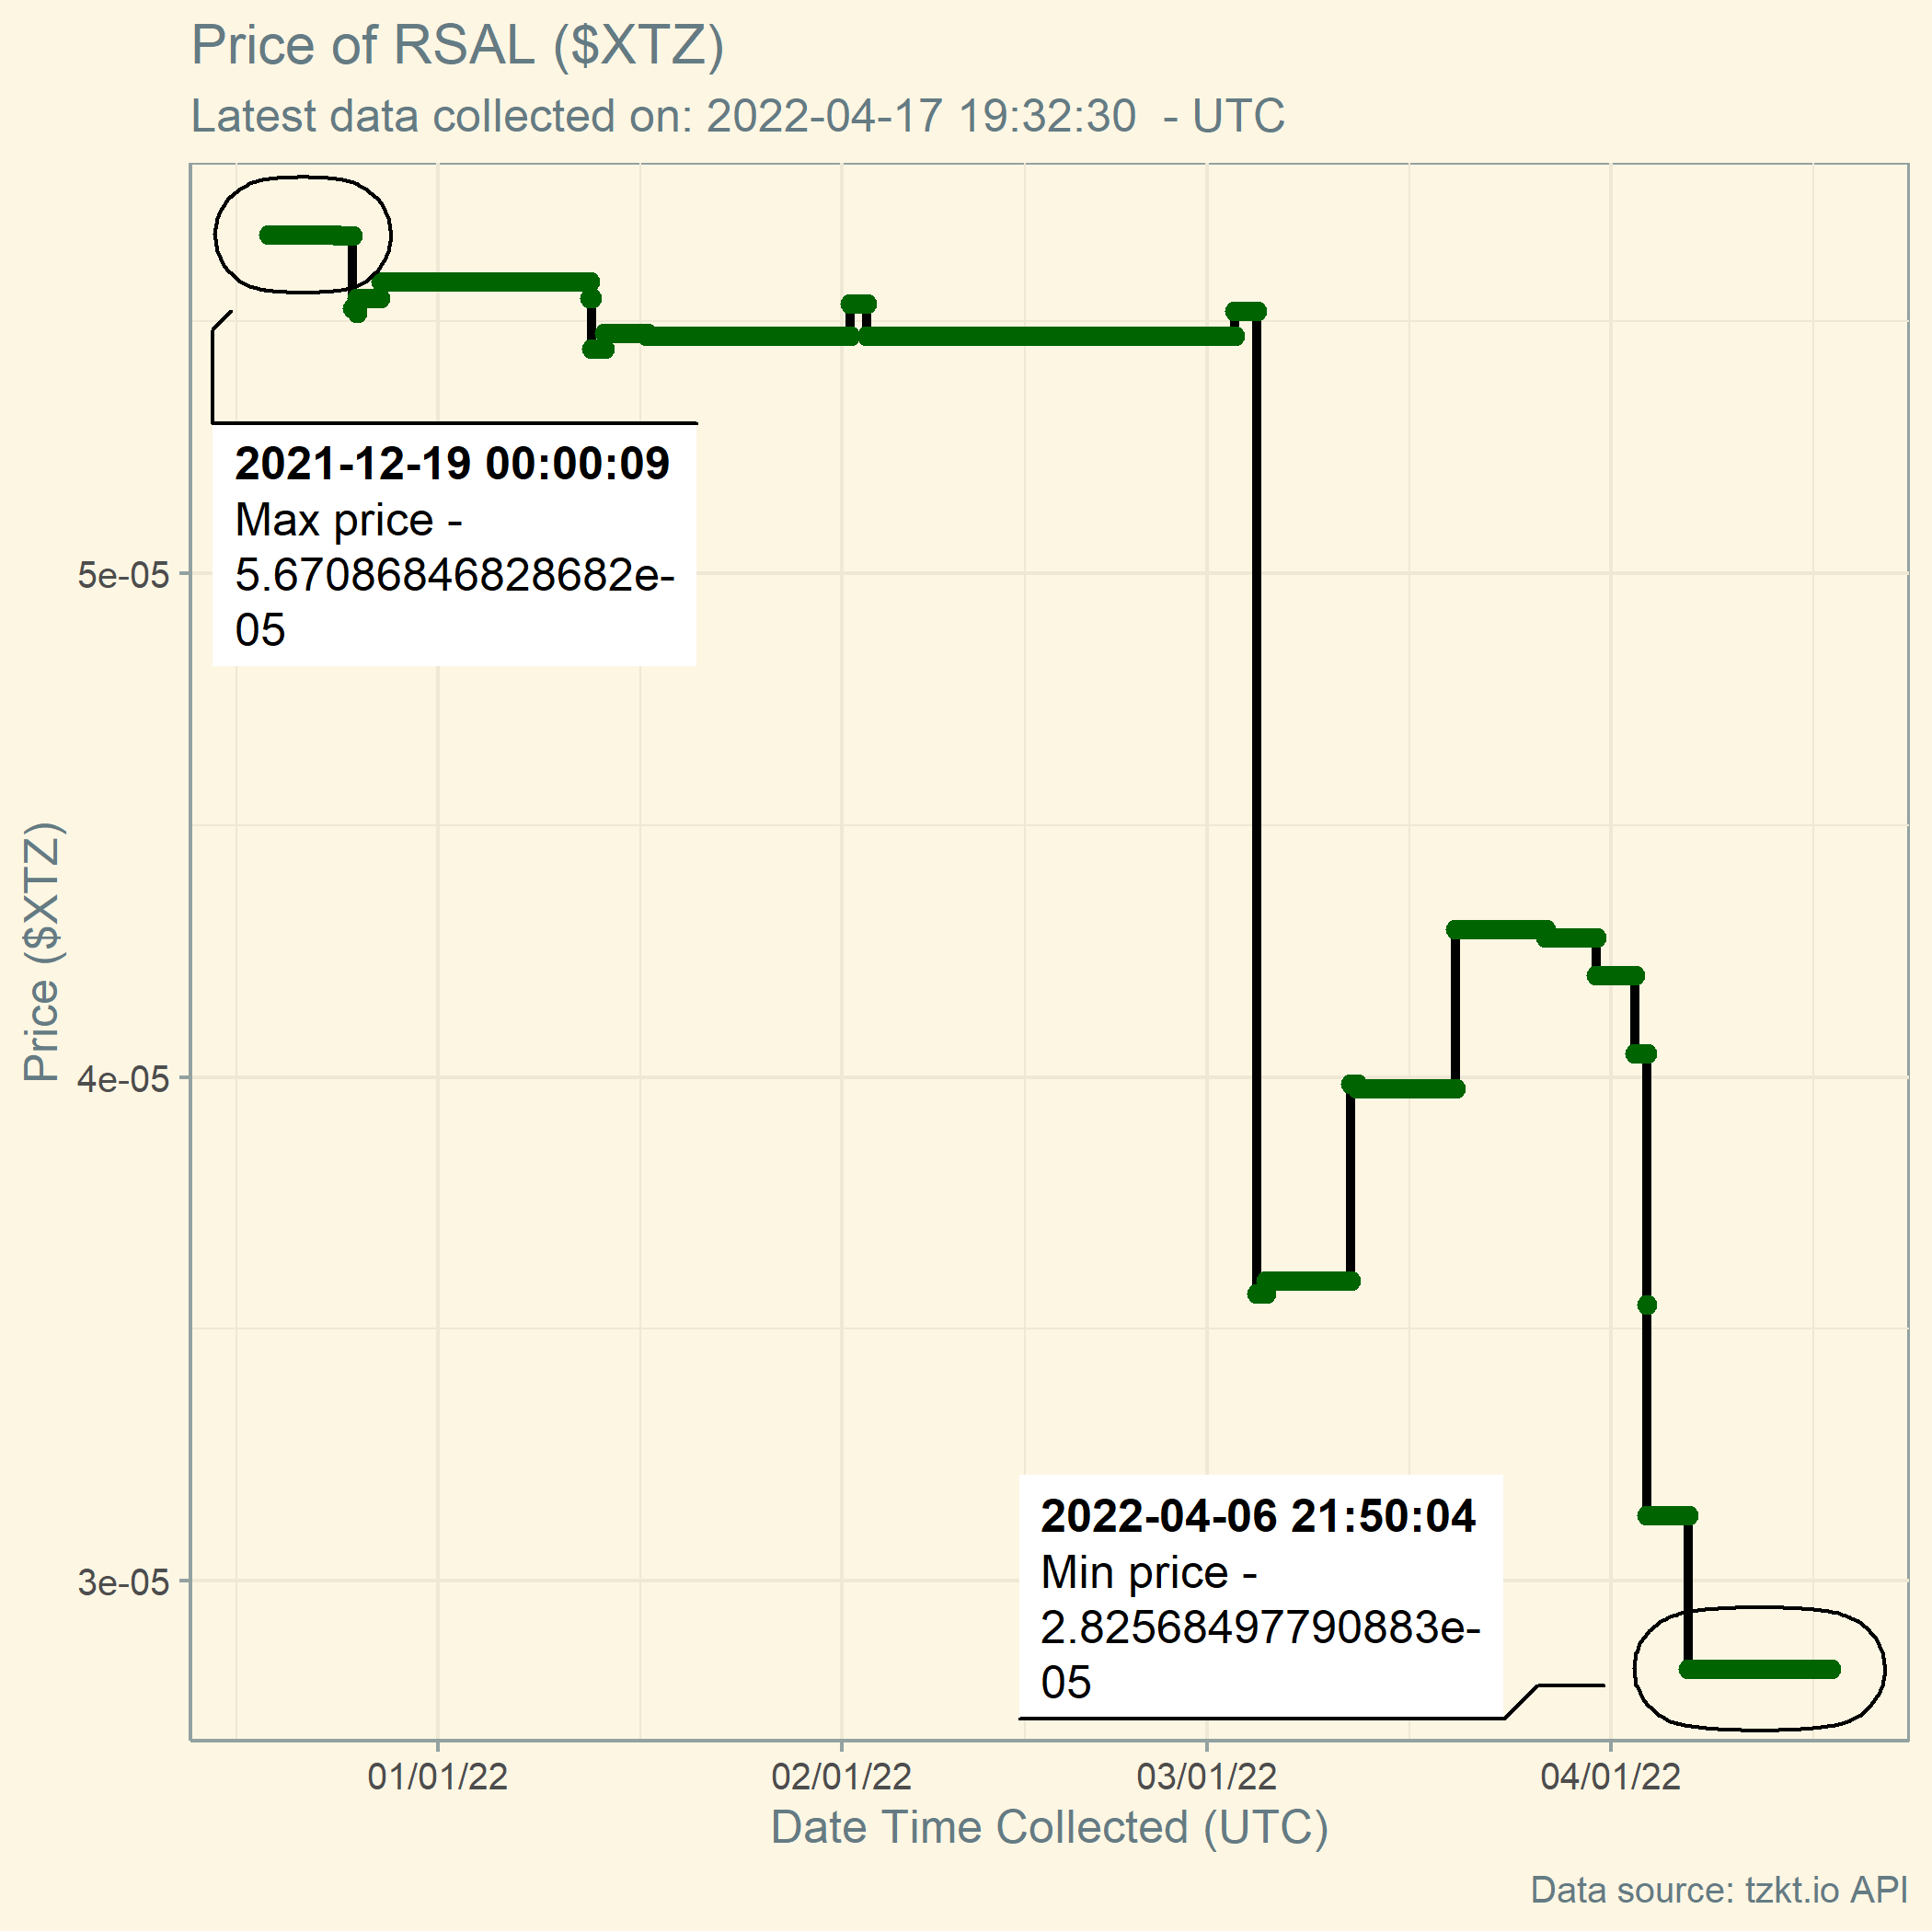 Price of RSAL ($XTZ)
Latest data collected on: 2022-04-17 19:32:30  - UTC
2021-12-19 00:00:09
Max price -
5.67086846828682e-
05
5e-05
4e-05
3e-05
Price ($XTZ)
2022-04-06 21:50:04
Min price -
2.82568497790883e-
05
01/01/22
02/01/22
03/01/22
04/01/22
Date Time Collected (UTC)
Data source: tzkt.io API